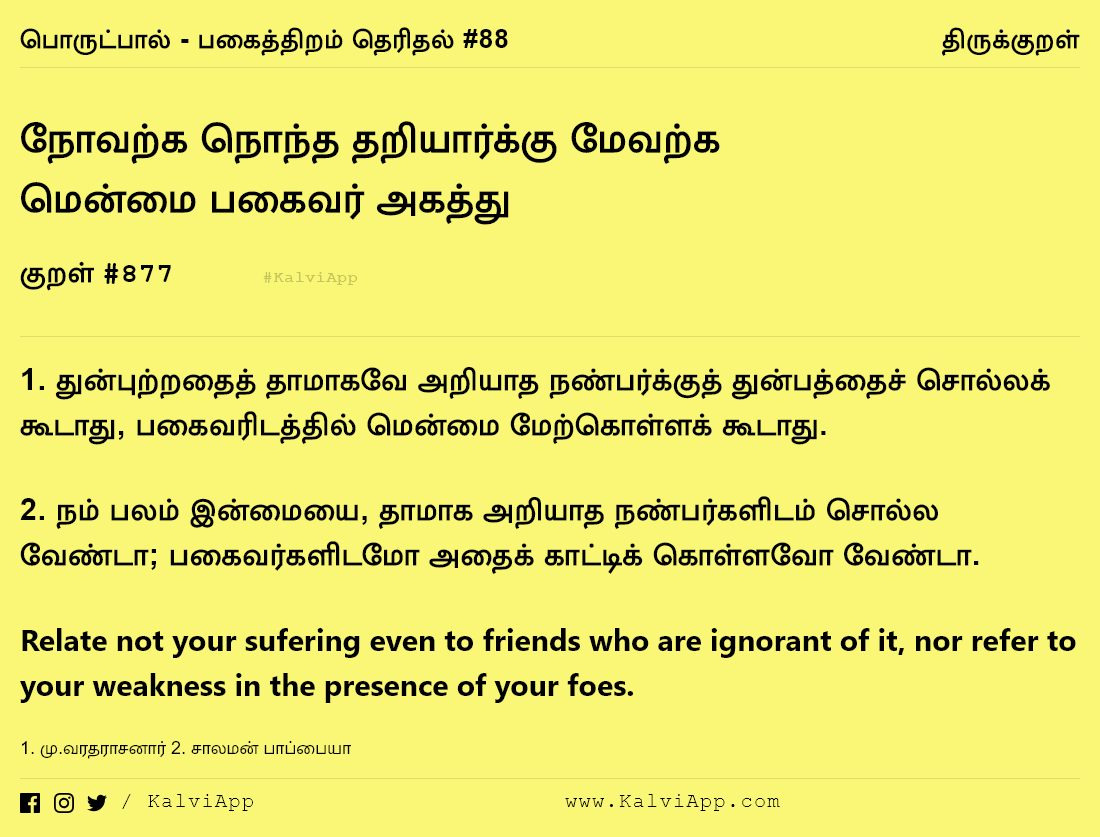 பொருட்பால் - பகைத்திறம் தெரிதல் #88 திருக்குறள்
நோவற்க நொந்த தறியார்க்கு மேவற்க
மென்மை பகைவர் அகத்து
குறள் #877 #KalviApp
1. துன்புற்றதைத் தாமாகவே அறியாத நண்பர்க்குத் துன்பத்தைச் சொல்லக்
கூடாது, பகைவரிடத்தில் மென்மை மேற்கொள்ளக் கூடாது.
2. நம் பலம் இன்மையை, தாமாக அறியாத நண்பர்களிடம் சொல்ல
வேண்டா; பகைவர்களிடமோ அதைக் காட்டிக் கொள்ளவோ வேண்டா.
Relate not your sufering even to friends who are ignorant of it, nor refer to
your weakness in the presence of your foes.
1. மு.வரதராசனார் 2. சாலமன் பாப்பையா
/ KalviApp www.KalviApp.com